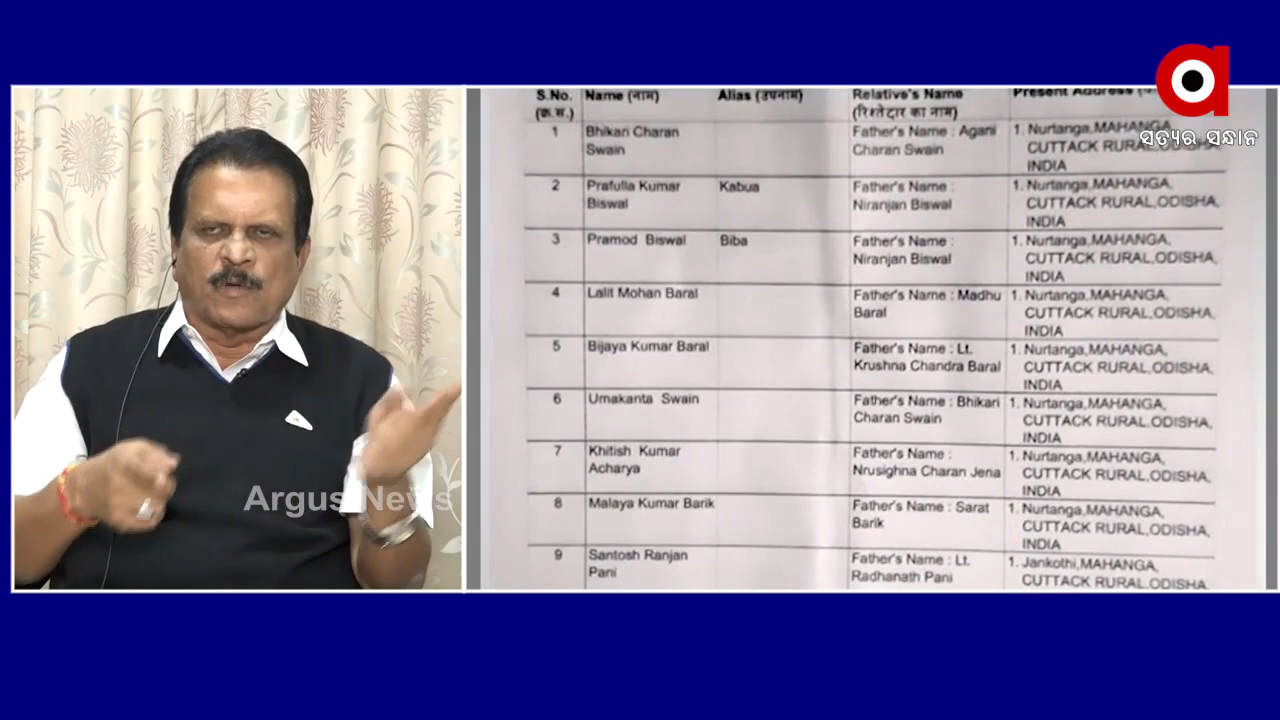 S.No.
(क्र.स.)
Name (नाम)
Alias (उपनाम)
Relative's Name
(रिश्तेदार का नाम)
Present Address
1
Bhikari Charan
Swain
Father's Name : Agani
Charan Swain
1. Nurtanga,MAHANGA,
CUTTACK RURAL,ODISHA,
INDIA
2
Prafulla Kumar
Biswal
Kabua
Father's Name :
Niranjan Biswal
1. Nurtanga,MAHANGA,
CUTTACK RURAL,ODISHA,
INDIA
3
Pramod Biswal
Biba
Father's Name :
Niranjan Biswal
1. Nurtanga,MAHANGA,
CUTTACK RURAL,ODISHA,
INDIA
4
Lalit Mohan Baral
Father's Name : Madhu
Baral
1. Nurtanga,MAHANGA,
CUTTACK RURAL,ODISHA,
INDIA
5
Bijaya Kumar Baral
Father's Name : Lt.
Krushna Chandra Baral
1. Nurtanga,MAHANGA,
CUTTACK RURAL,ODISHA,
INDIA
6
Umakanta Swain
Father's Name : Bhikari
Charan Swain
1. Nurtanga,MAHANGA,
CUTTACK RURAL,ODISHA,
INDIA
7
Khitish Kumar
Acharya
Father's Name :
Nrusighna Charan Jena
1. Nurtanga,MAHANGA,
CUTTACK RURAL,ODISHA,
INDIA
8
Malaya Kumar Barik
Father's Name : Sarat
Barik
1. Nurtanga,MAHANGA,
CUTTACK RURAL,ODISHA,
INDIA
9
Santosh Ranjan
Pani
Father's Name : Lt.
Radhanath Pani
1. Jankothi,MAHANGA,
CUTTACK RURAL,ODISHA
ସତ୍ୟର ସନ୍ଧାନ
Argus News